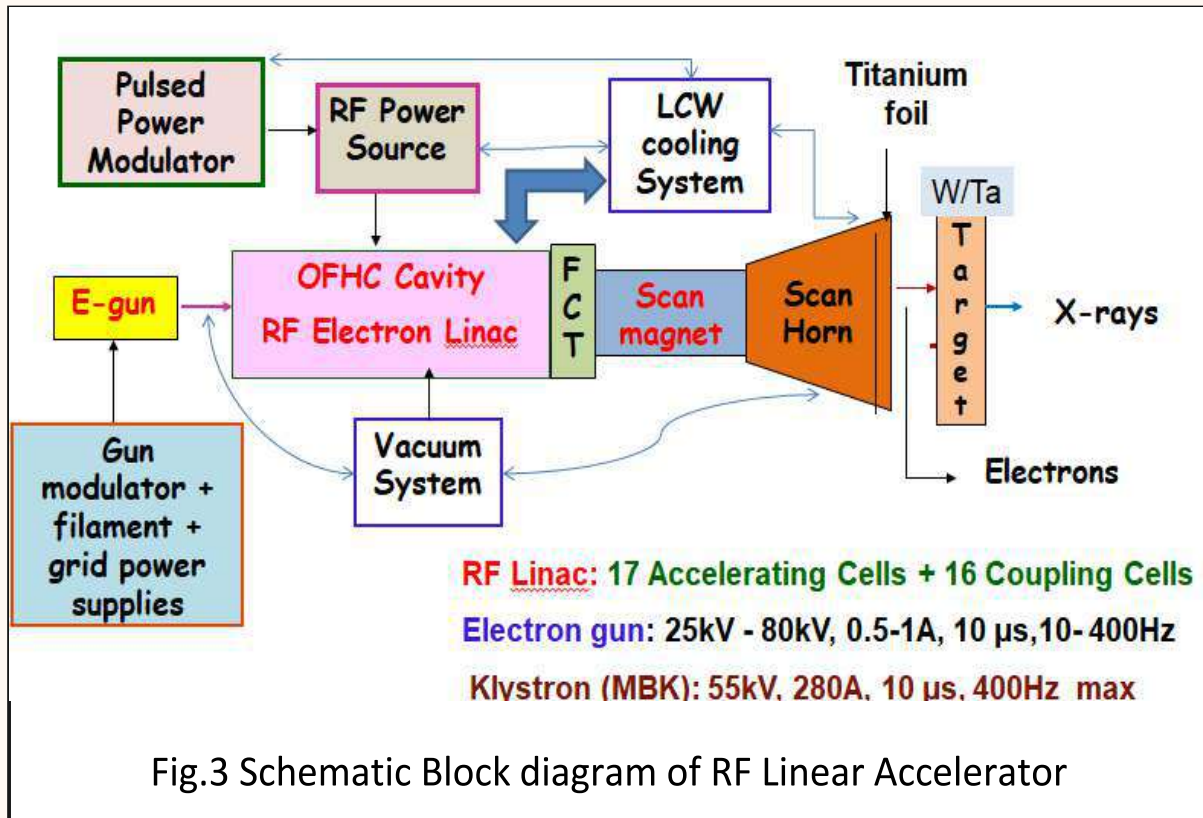 Pulsed
Power
Modulator
RF Power
Source
LCW
cooling
System
Titanium
foil
W/Ta
Target
E-gun
OFHC Cavity
RF Electron Linac
FCT
Scan
magnet
Scan
Horn
X-rays
Gun
modulator +
filament +
grid power
supplies
Vacuum
System
Electrons
RF Linac: 17 Accelerating Cells + 16 Coupling Cells
Electron gun: 25kV - 80kV, 0.5-1A, 10 µs,10- 400Hz
Klystron (MBK): 55kV, 280A, 10 µs, 400Hz max
Fig.3 Schematic Block diagram of RF Linear Accelerator